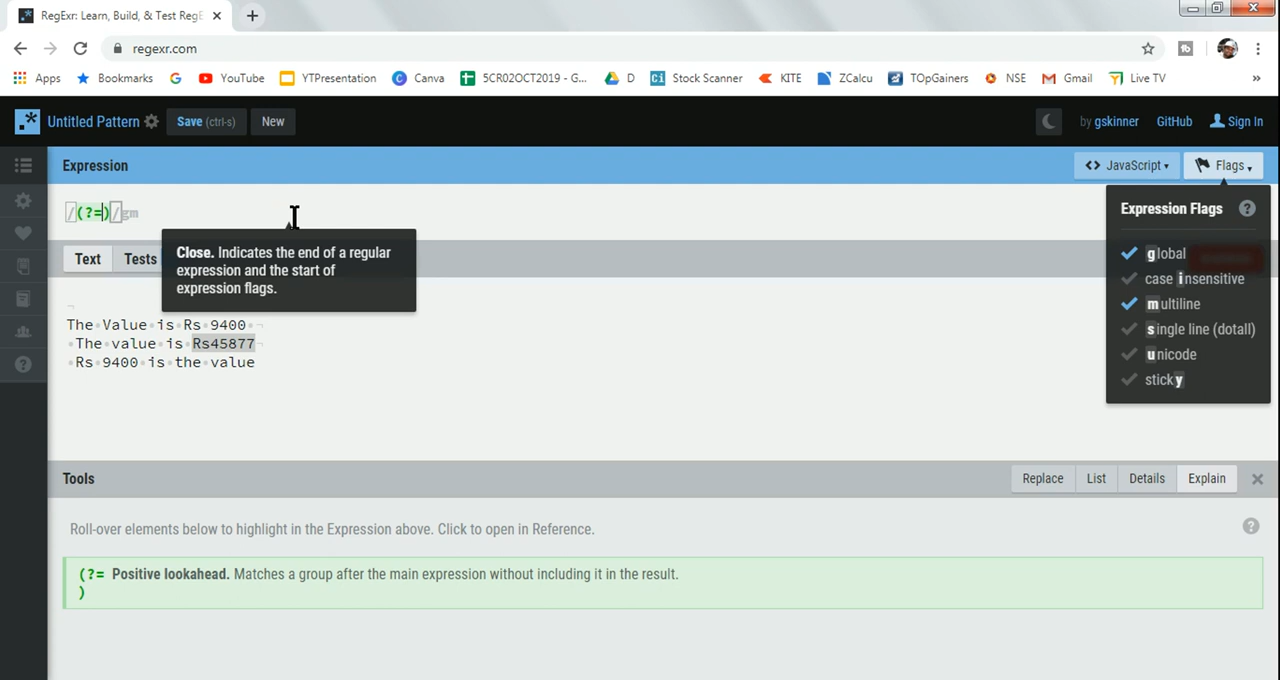 RegExr: Learn, Build, & Test RegE
regexr.com
Apps Bookmarks YouTube YTPresentation Canva 5CR02OCT2019 - G... D Stock Scanner KITE ZCalcu TOpGainers NSE Gmail Live TV »
.* Untitled Pattern Save (ctrl-s) New by gskinner GitHub Sign In
Expression <> JavaScript Flags
/(?=)/gm
Expression Flags ?
global
case insensitive
multiline
single line (dotall)
unicode
sticky
Close. Indicates the end of a regular
expression and the start of
expression flags.
Text Tests
The Value is Rs 9400
The value is Rs45877
Rs 9400 is the value
Tools Replace List Details Explain
Roll-over elements below to highlight in the Expression above. Click to open in Reference. ?
(?= Positive lookahead. Matches a group after the main expression without including it in the result.
)